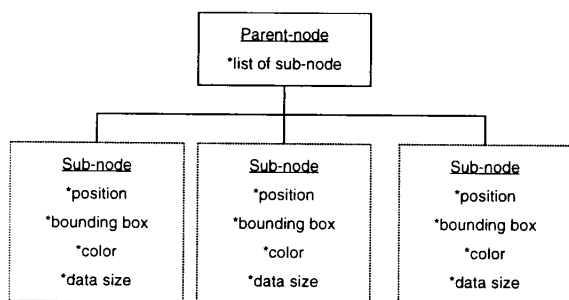 Parent-node
*list of sub-node
Sub-node
*position
*bounding box
*color
*data size
Sub-node
*position
*bounding box
*color
*data size
Sub-node
*position
*bounding box
*color
*data size